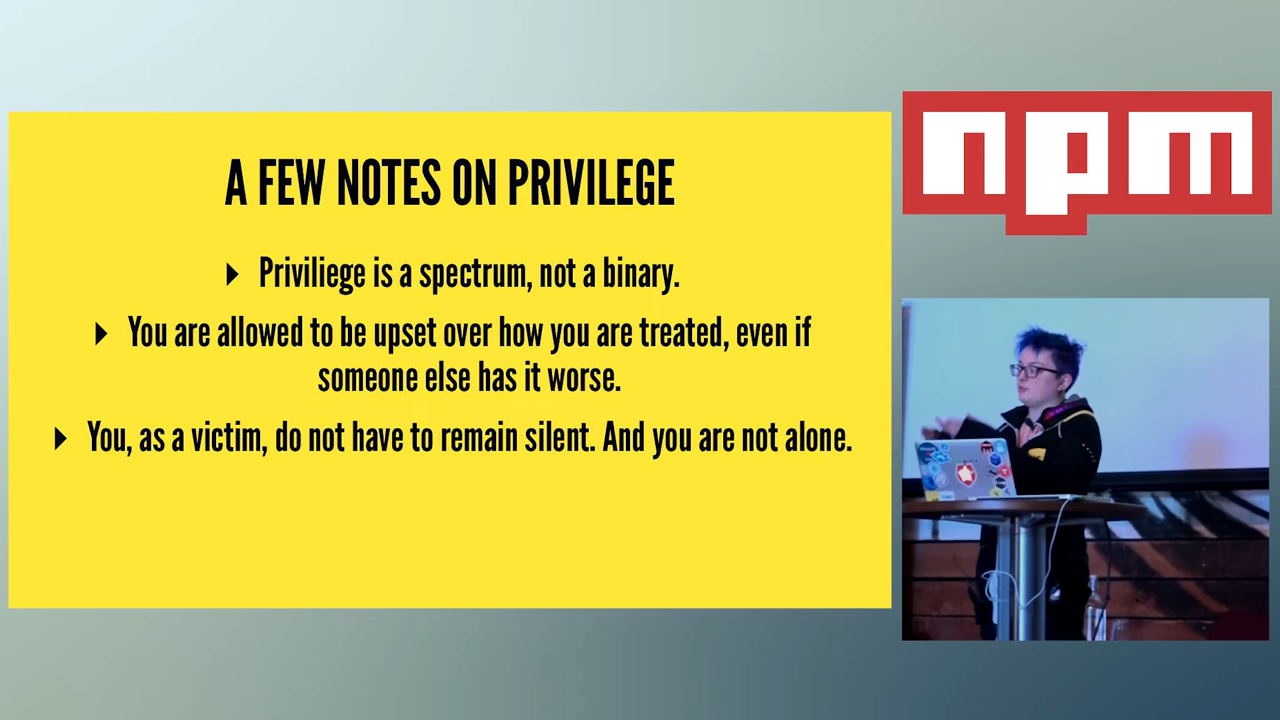 A FEW NOTES ON PRIVILEGE
Priviliege is a spectrum, not a binary.
You are allowed to be upset over how you are treated, even if
someone else has it worse.
You, as a victim, do not have to remain silent. And you are not alone.
npm